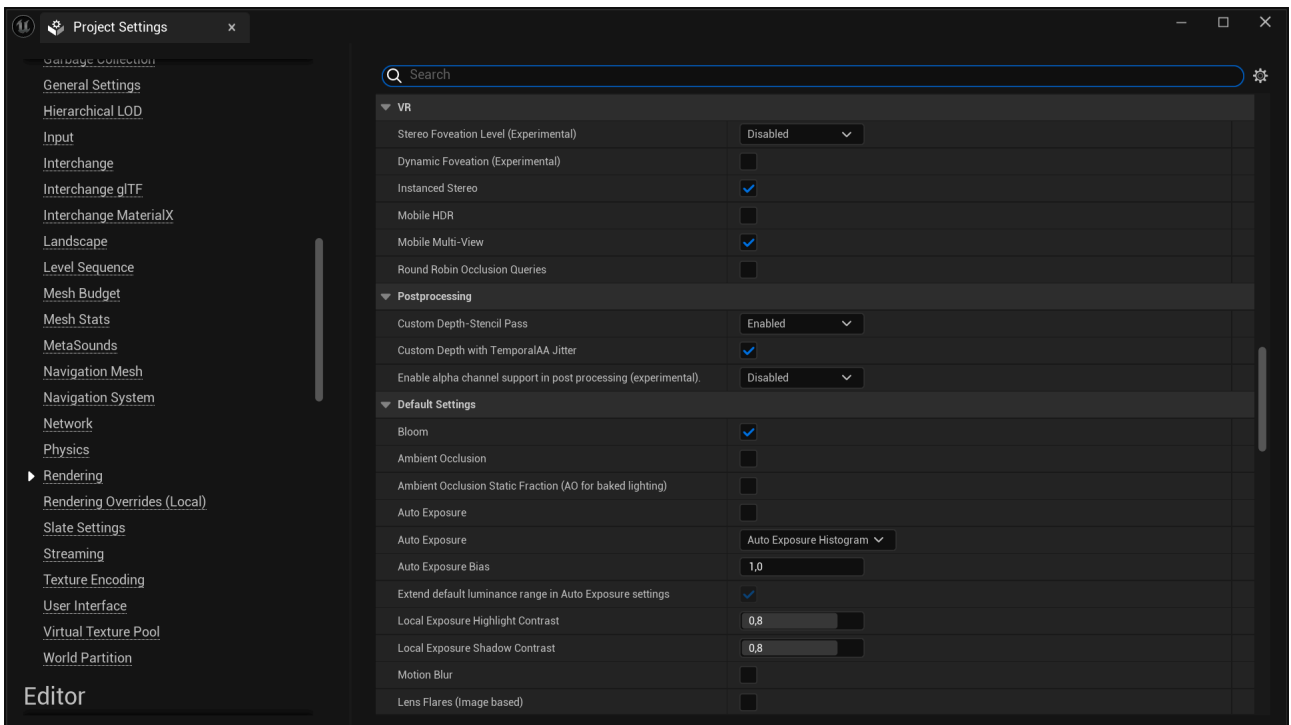 Project Settings
Garbage Collection
General Settings
Hierarchical LOD
Input
Interchange
Interchange glTF
Interchange MaterialX
Landscape
Level Sequence
Mesh Budget
Mesh Stats
MetaSounds
Navigation Mesh
Navigation System
Network
Physics
Rendering
Rendering Overrides (Local)
Slate Settings
Streaming
Texture Encoding
User Interface
Virtual Texture Pool
World Partition
Editor
Search
VR
Stereo Foveation Level (Experimental) Disabled
Dynamic Foveation (Experimental)
Instanced Stereo
Mobile HDR
Mobile Multi-View
Round Robin Occlusion Queries
Postprocessing
Custom Depth-Stencil Pass Enabled
Custom Depth with TemporalAA Jitter
Enable alpha channel support in post processing (experimental). Disabled
Default Settings
Bloom
Ambient Occlusion
Ambient Occlusion Static Fraction (AO for baked lighting)
Auto Exposure
Auto Exposure Auto Exposure Histogram
Auto Exposure Bias 1,0
Extend default luminance range in Auto Exposure settings
Local Exposure Highlight Contrast 0,8
Local Exposure Shadow Contrast 0,8
Motion Blur
Lens Flares (Image based)